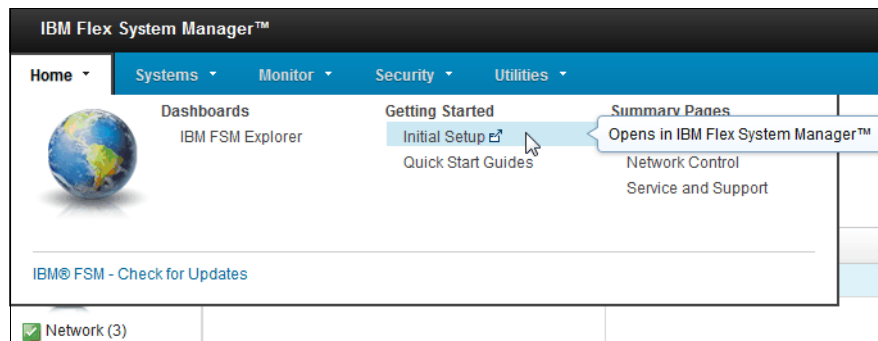 IBM Flex System Manager™
Home Systems Monitor Security Utilities
Dashboards
IBM FSM Explorer
Getting Started
Initial Setup
Quick Start Guides
Summary Pages
Opens in IBM Flex System Manager™
Network Control
Service and Support
IBM® FSM - Check for Updates
Network (3)